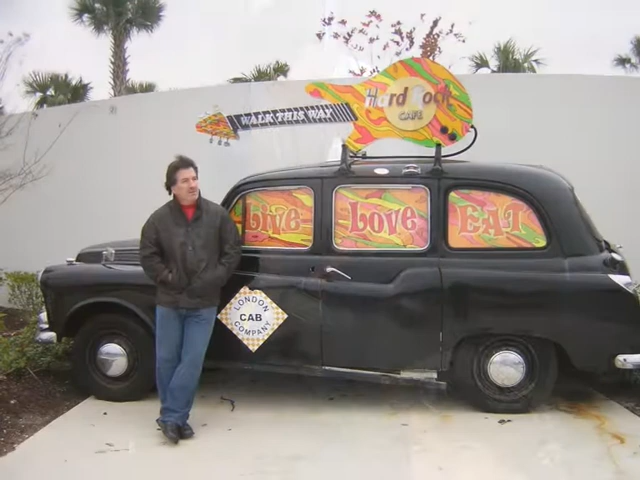 Hard Rock
CAFE
WALK THIS WAY
LIVE
LOVE
EAT
LONDON
CAB
COMPANY